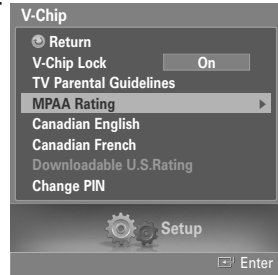 V-Chip
Return
V-Chip Lock On
TV Parental Guidelines
MPAA Rating
Canadian English
Canadian French
Downloadable U.S.Rating
Change PIN
Setup
Enter